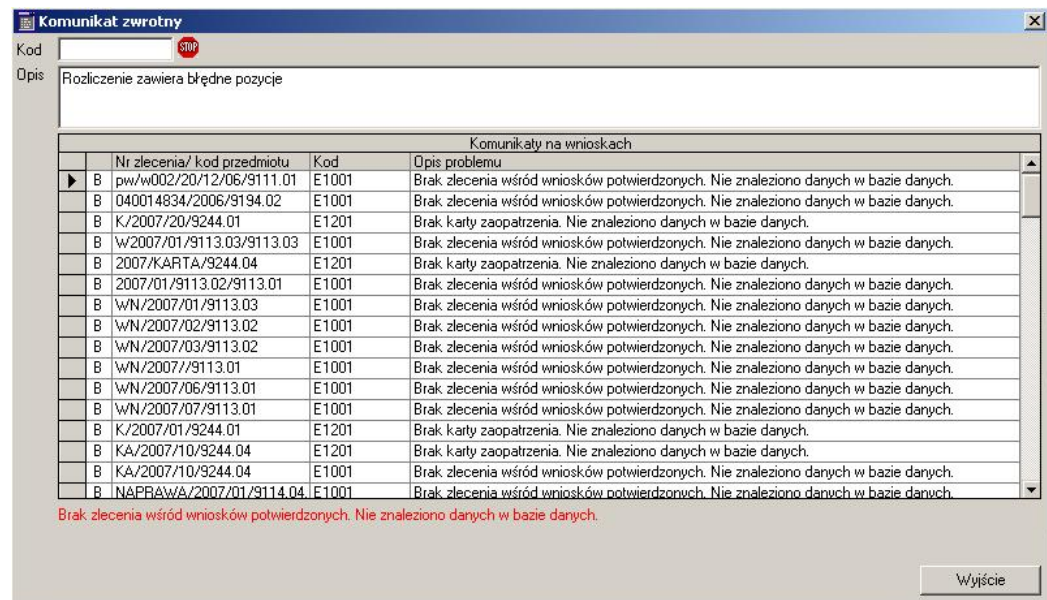 Komunikat zwrotny
Kod STOP
Opis Rozliczenie zawiera błędne pozycje
Komunikaty na wnioskach
Nr zlecenia/ kod przedmiotu Kod Opis problemu
B pw/w002/20/12/06/9111.01 E1001 Brak zlecenia wśród wniosków potwierdzonych. Nie znaleziono danych w bazie danych.
B 040014834/2006/9194.02 E1001 Brak zlecenia wśród wniosków potwierdzonych. Nie znaleziono danych w bazie danych.
B K/2007/20/9244.01 E1201 Brak karty zaopatrzenia. Nie znaleziono danych w bazie danych.
B W2007/01/9113.03/9113.03 E1001 Brak zlecenia wśród wniosków potwierdzonych. Nie znaleziono danych w bazie danych.
B 2007/KARTA/9244.04 E1201 Brak karty zaopatrzenia. Nie znaleziono danych w bazie danych.
B 2007/01/9113.02/9113.01 E1001 Brak zlecenia wśród wniosków potwierdzonych. Nie znaleziono danych w bazie danych.
B WN/2007/01/9113.03 E1001 Brak zlecenia wśród wniosków potwierdzonych. Nie znaleziono danych w bazie danych.
B WN/2007/02/9113.02 E1001 Brak zlecenia wśród wniosków potwierdzonych. Nie znaleziono danych w bazie danych.
B WN/2007/03/9113.02 E1001 Brak zlecenia wśród wniosków potwierdzonych. Nie znaleziono danych w bazie danych.
B WN/2007//9113.01 E1001 Brak zlecenia wśród wniosków potwierdzonych. Nie znaleziono danych w bazie danych.
B WN/2007/06/9113.01 E1001 Brak zlecenia wśród wniosków potwierdzonych. Nie znaleziono danych w bazie danych.
B WN/2007/07/9113.01 E1001 Brak zlecenia wśród wniosków potwierdzonych. Nie znaleziono danych w bazie danych.
B K/2007/01/9244.01 E1201 Brak karty zaopatrzenia. Nie znaleziono danych w bazie danych.
B KA/2007/10/9244.04 E1201 Brak karty zaopatrzenia. Nie znaleziono danych w bazie danych.
B KA/2007/10/9244.04 E1001 Brak zlecenia wśród wniosków potwierdzonych. Nie znaleziono danych w bazie danych.
B NAPRAWA/2007/01/9114.04. E1001 Brak zlecenia wśród wniosków potwierdzonych. Nie znaleziono danych w bazie danych.
Brak zlecenia wśród wniosków potwierdzonych. Nie znaleziono danych w bazie danych.
Wyjście